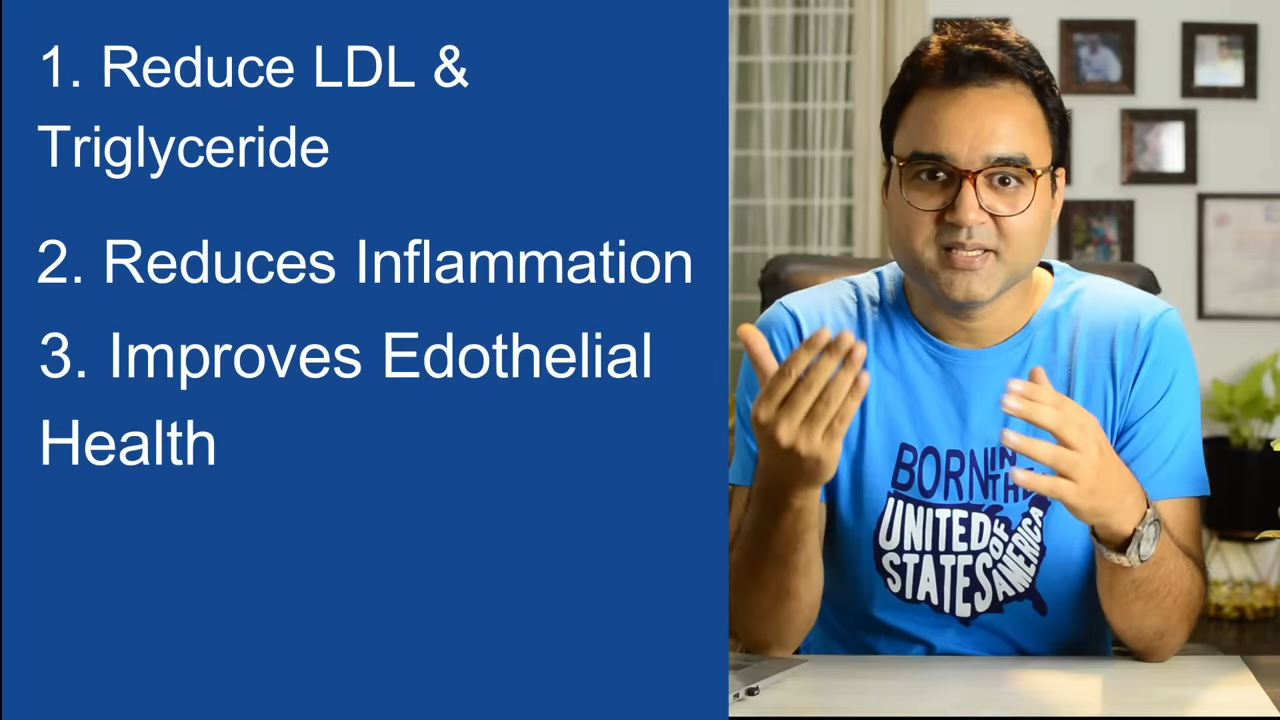 1. Reduce LDL &
Triglyceride
2. Reduces Inflammation
3. Improves Edothelial
Health
BORN IN THE
UNITED OF
STATES AMERICA